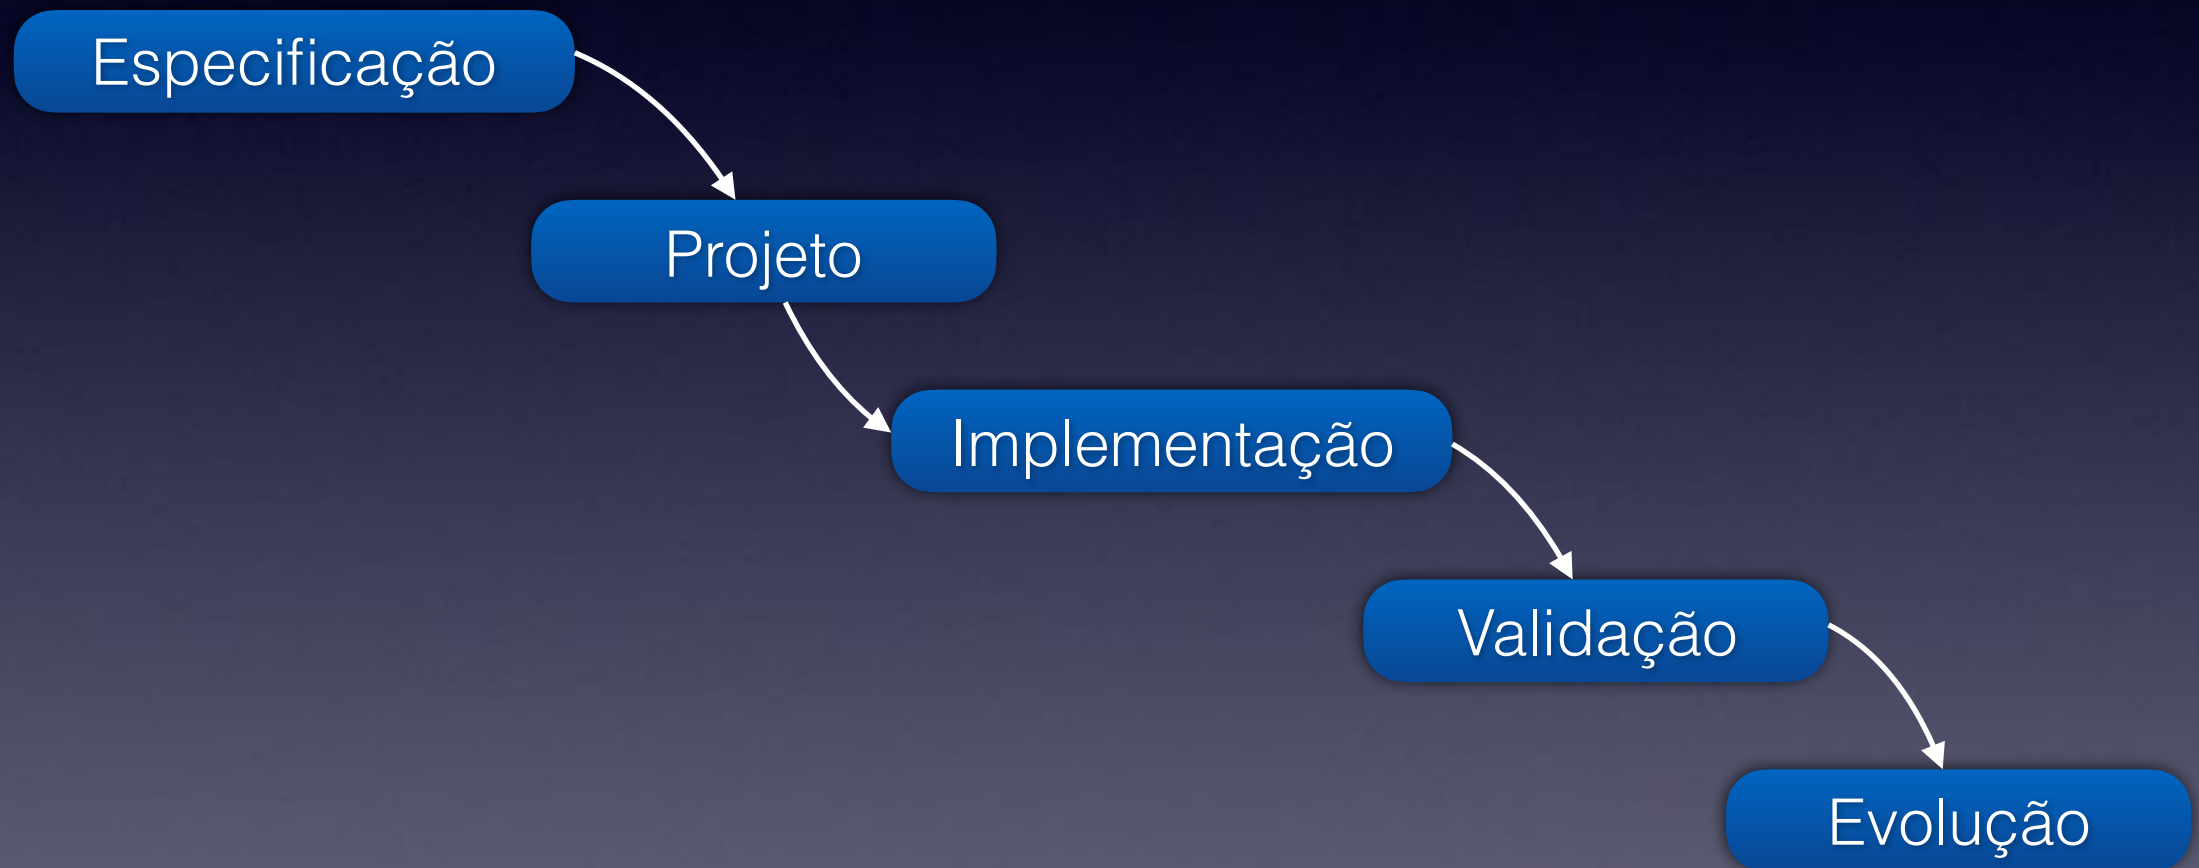 Especificação
Projeto
Implementação
Validação
Evolução